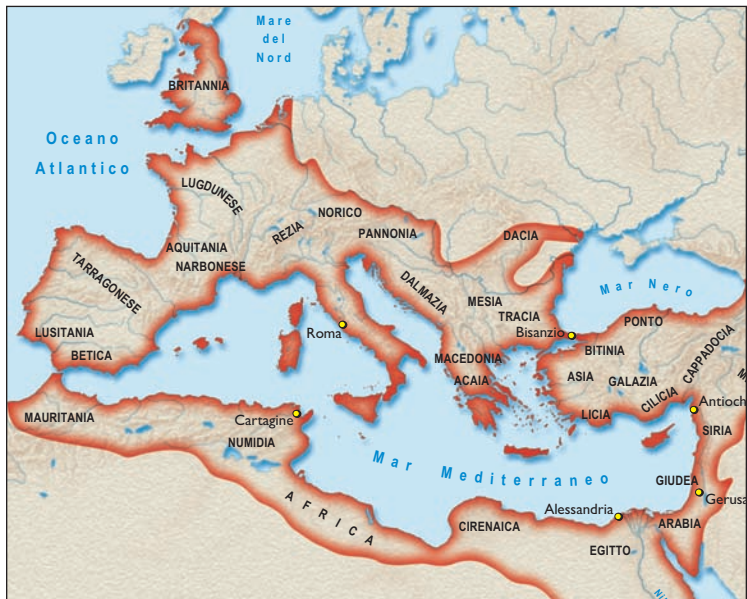 Mare
del
Nord
BRITANNIA
Oceano
Atlantico
LUGDUNESE
NORICO
REZIA
PANNONIA
DACIA
AQUITANIA
NARBONESE
TARRAGONESE
DALMAZIA
MESIA
TRACIA
Mar Nero
PONTO
Roma
Bisanzio
BITINIA
LUSITANIA
BETICA
MACEDONIA
ACAIA
ASIA
GALAZIA
CAPPADOCIA
CILICIA
LICIA
Antioch
SIRIA
MAURITANIA
Cartagine
NUMIDIA
Mar Mediterraneo
GIUDEA
Gerusa
AFRICA
CIRENAICA
Alessandria
ARABIA
EGITTO